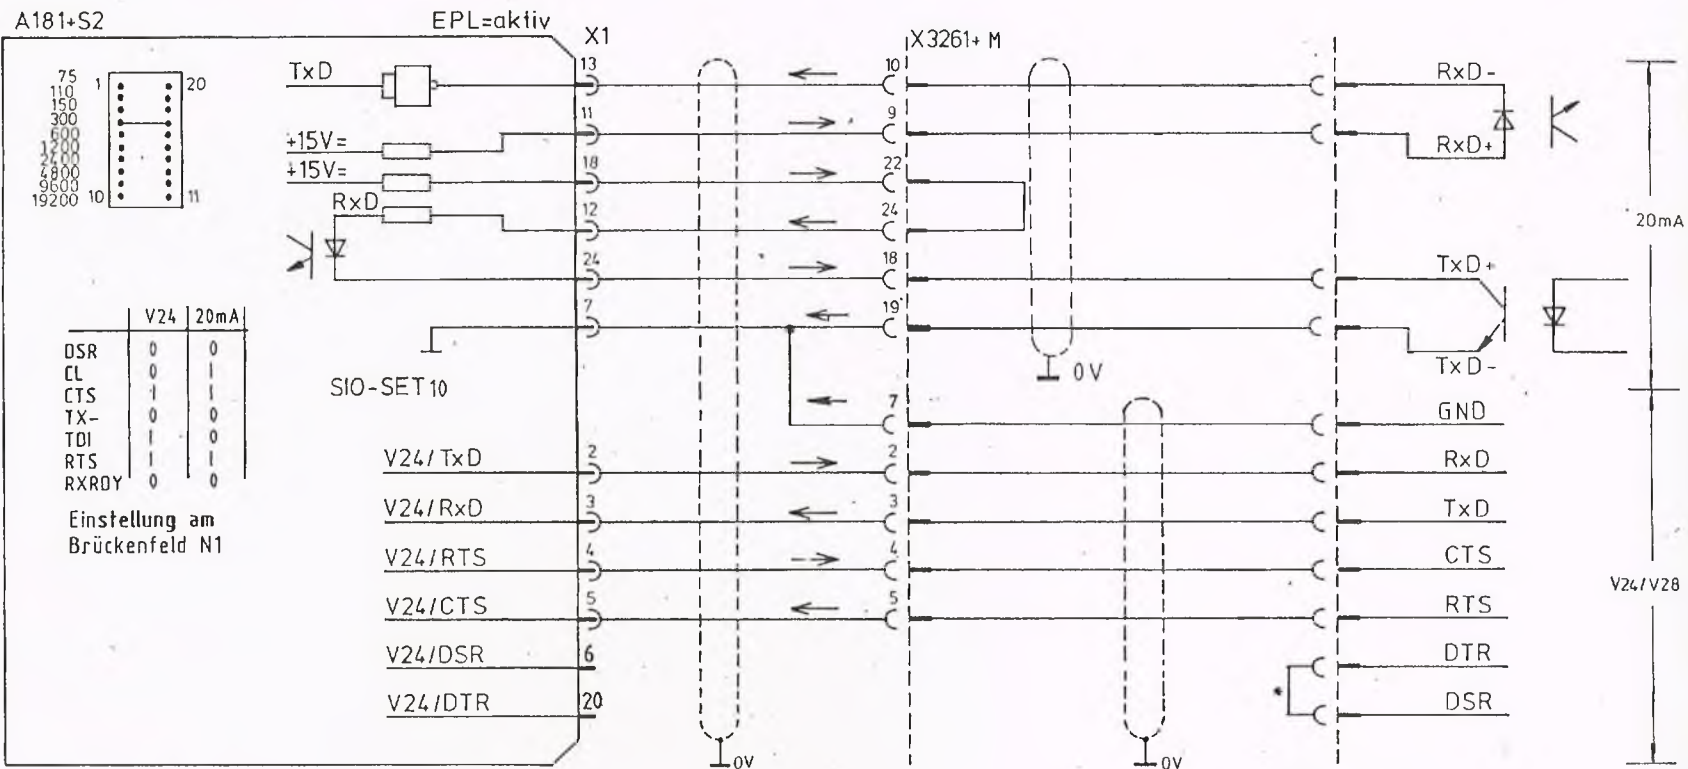 A181+S2
EPL=aktiv
X1
X3261+M
75
110
150
300
600
1200
2400
4800
9600
19200
1
20
10
11
TxD
+15V=
+15V=
RxD
13
11
18
12
24
7
10
9
22
24
18
19
RxD-
RxD+
20mA
TxD+
TxD-
0V
V24 20mA
DSR 0 0
CL 0 1
CTS 1 1
TX- 0 0
TDI 1 0
RTS 1 1
RXRDY 0 0
Einstellung am
Brückenfeld N1
SIO-SET10
7
GND
V24/TxD 2 2 RxD
V24/RxD 3 3 TxD
V24/RTS 4 4 CTS
V24/CTS 5 5 RTS
V24/DSR 6 DTR
V24/DTR 20 DSR
V24/V28
0V
0V